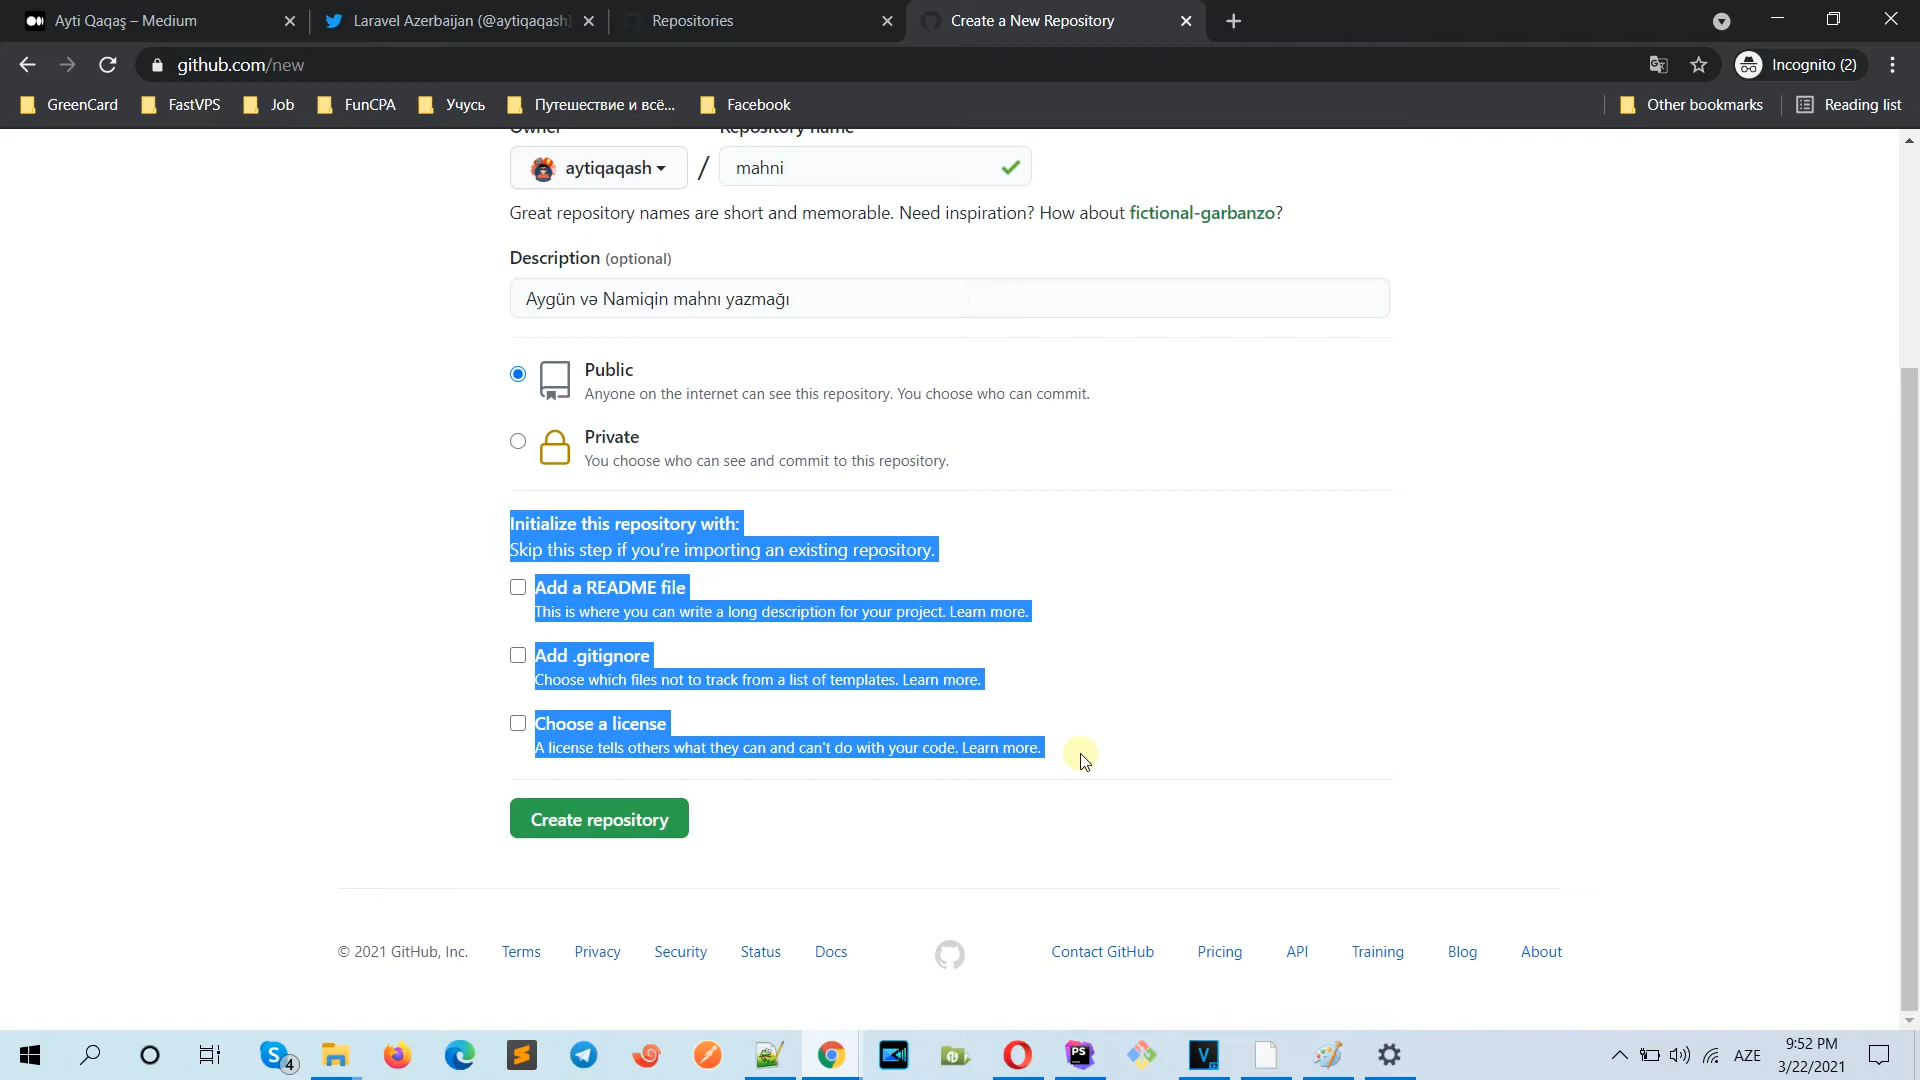 Ayti Qaqaş – Medium
Laravel Azerbaijan (@aytiqaqash)
Repositories
Create a New Repository
github.com/new
Incognito (2)
GreenCard
FastVPS
Job
FunCPA
Учусь
Путешествие и всё...
Facebook
Other bookmarks
Reading list
Owner
Repository name
aytiqaqash
/
mahni
Great repository names are short and memorable. Need inspiration? How about fictional-garbanzo?
Description (optional)
Aygün və Namiqin mahnı yazmağı
Public
Anyone on the internet can see this repository. You choose who can commit.
Private
You choose who can see and commit to this repository.
Initialize this repository with:
Skip this step if you're importing an existing repository.
Add a README file
This is where you can write a long description for your project. Learn more.
Add .gitignore
Choose which files not to track from a list of templates. Learn more.
Choose a license
A license tells others what they can and can't do with your code. Learn more.
Create repository
© 2021 GitHub, Inc.
Terms
Privacy
Security
Status
Docs
Contact GitHub
Pricing
API
Training
Blog
About
4
PS
V
AZE
9:52 PM
3/22/2021